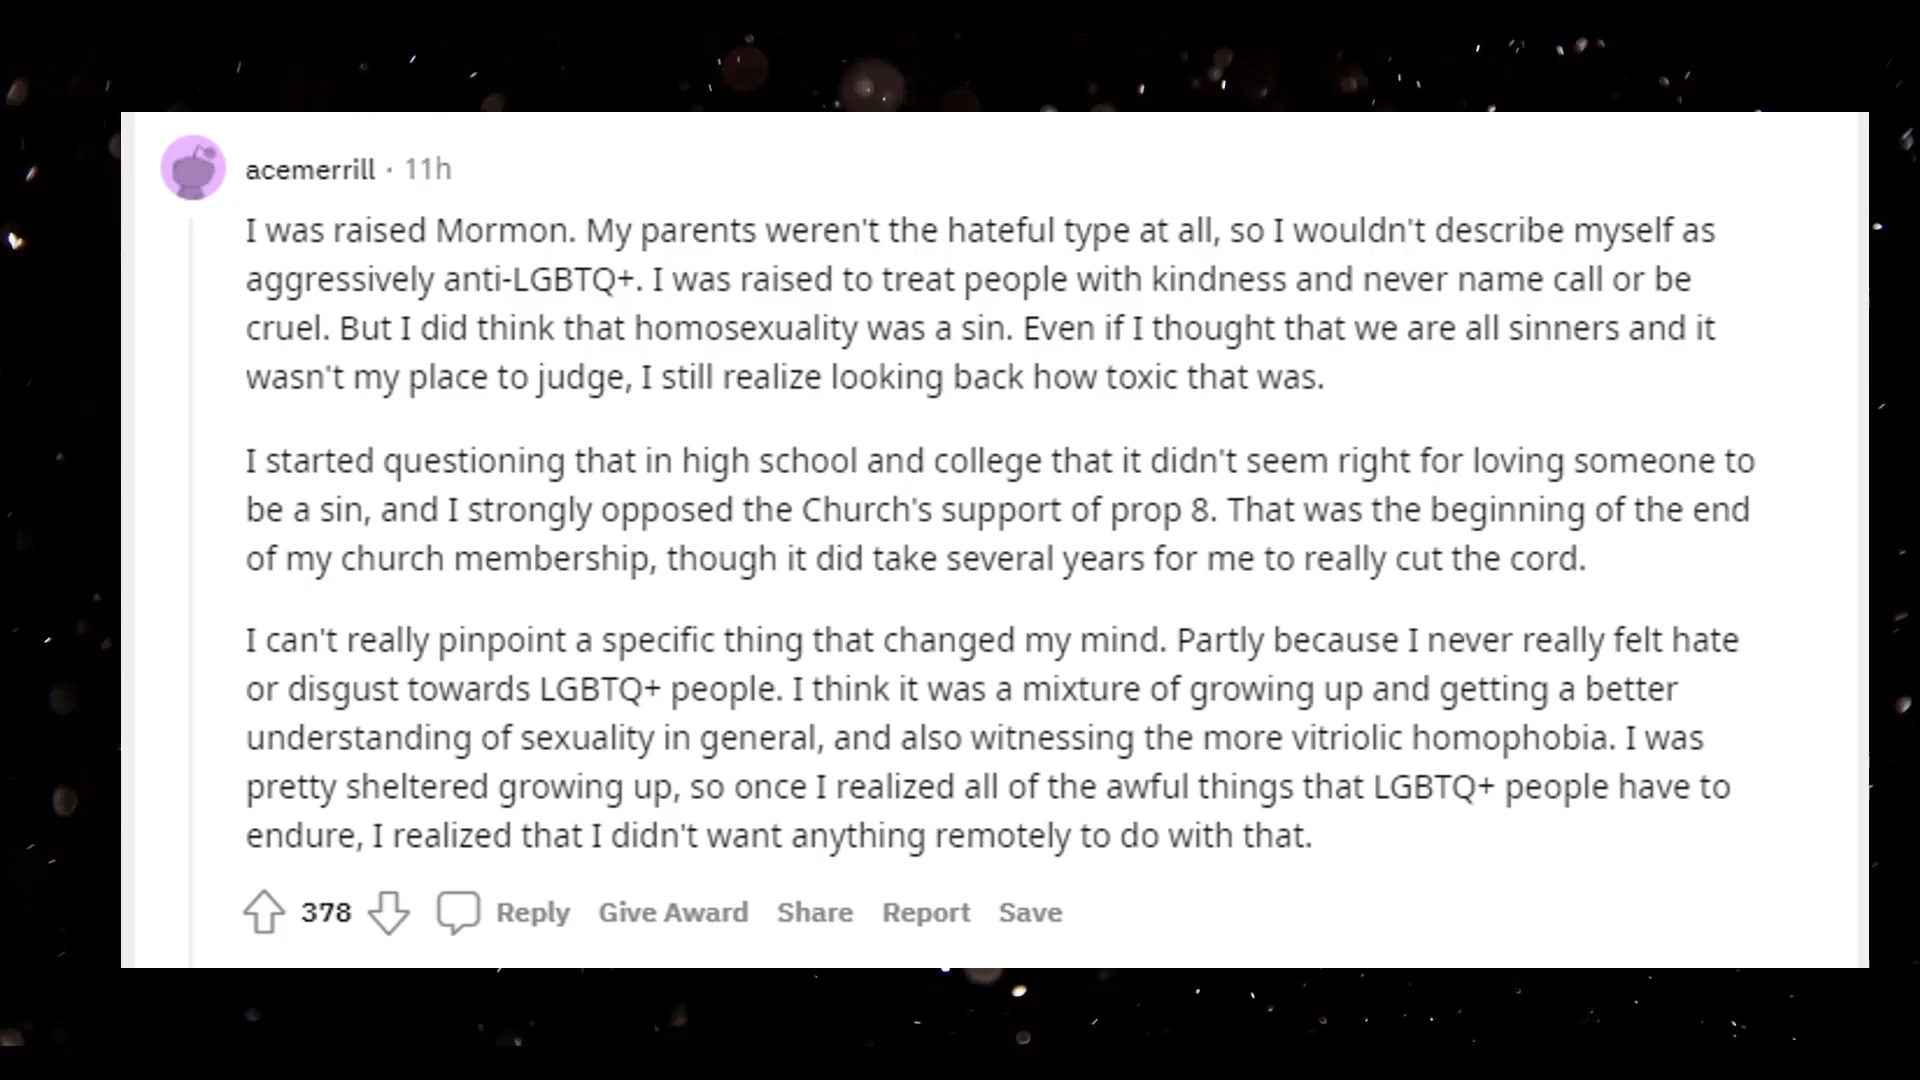 acemerrill · 11h
I was raised Mormon. My parents weren't the hateful type at all, so I wouldn't describe myself as
aggressively anti-LGBTQ+. I was raised to treat people with kindness and never name call or be
cruel. But I did think that homosexuality was a sin. Even if I thought that we are all sinners and it
wasn't my place to judge, I still realize looking back how toxic that was.
I started questioning that in high school and college that it didn't seem right for loving someone to
be a sin, and I strongly opposed the Church's support of prop 8. That was the beginning of the end
of my church membership, though it did take several years for me to really cut the cord.
I can't really pinpoint a specific thing that changed my mind. Partly because I never really felt hate
or disgust towards LGBTQ+ people. I think it was a mixture of growing up and getting a better
understanding of sexuality in general, and also witnessing the more vitriolic homophobia. I was
pretty sheltered growing up, so once I realized all of the awful things that LGBTQ+ people have to
endure, I realized that I didn't want anything remotely to do with that.
378 Reply Give Award Share Report Save